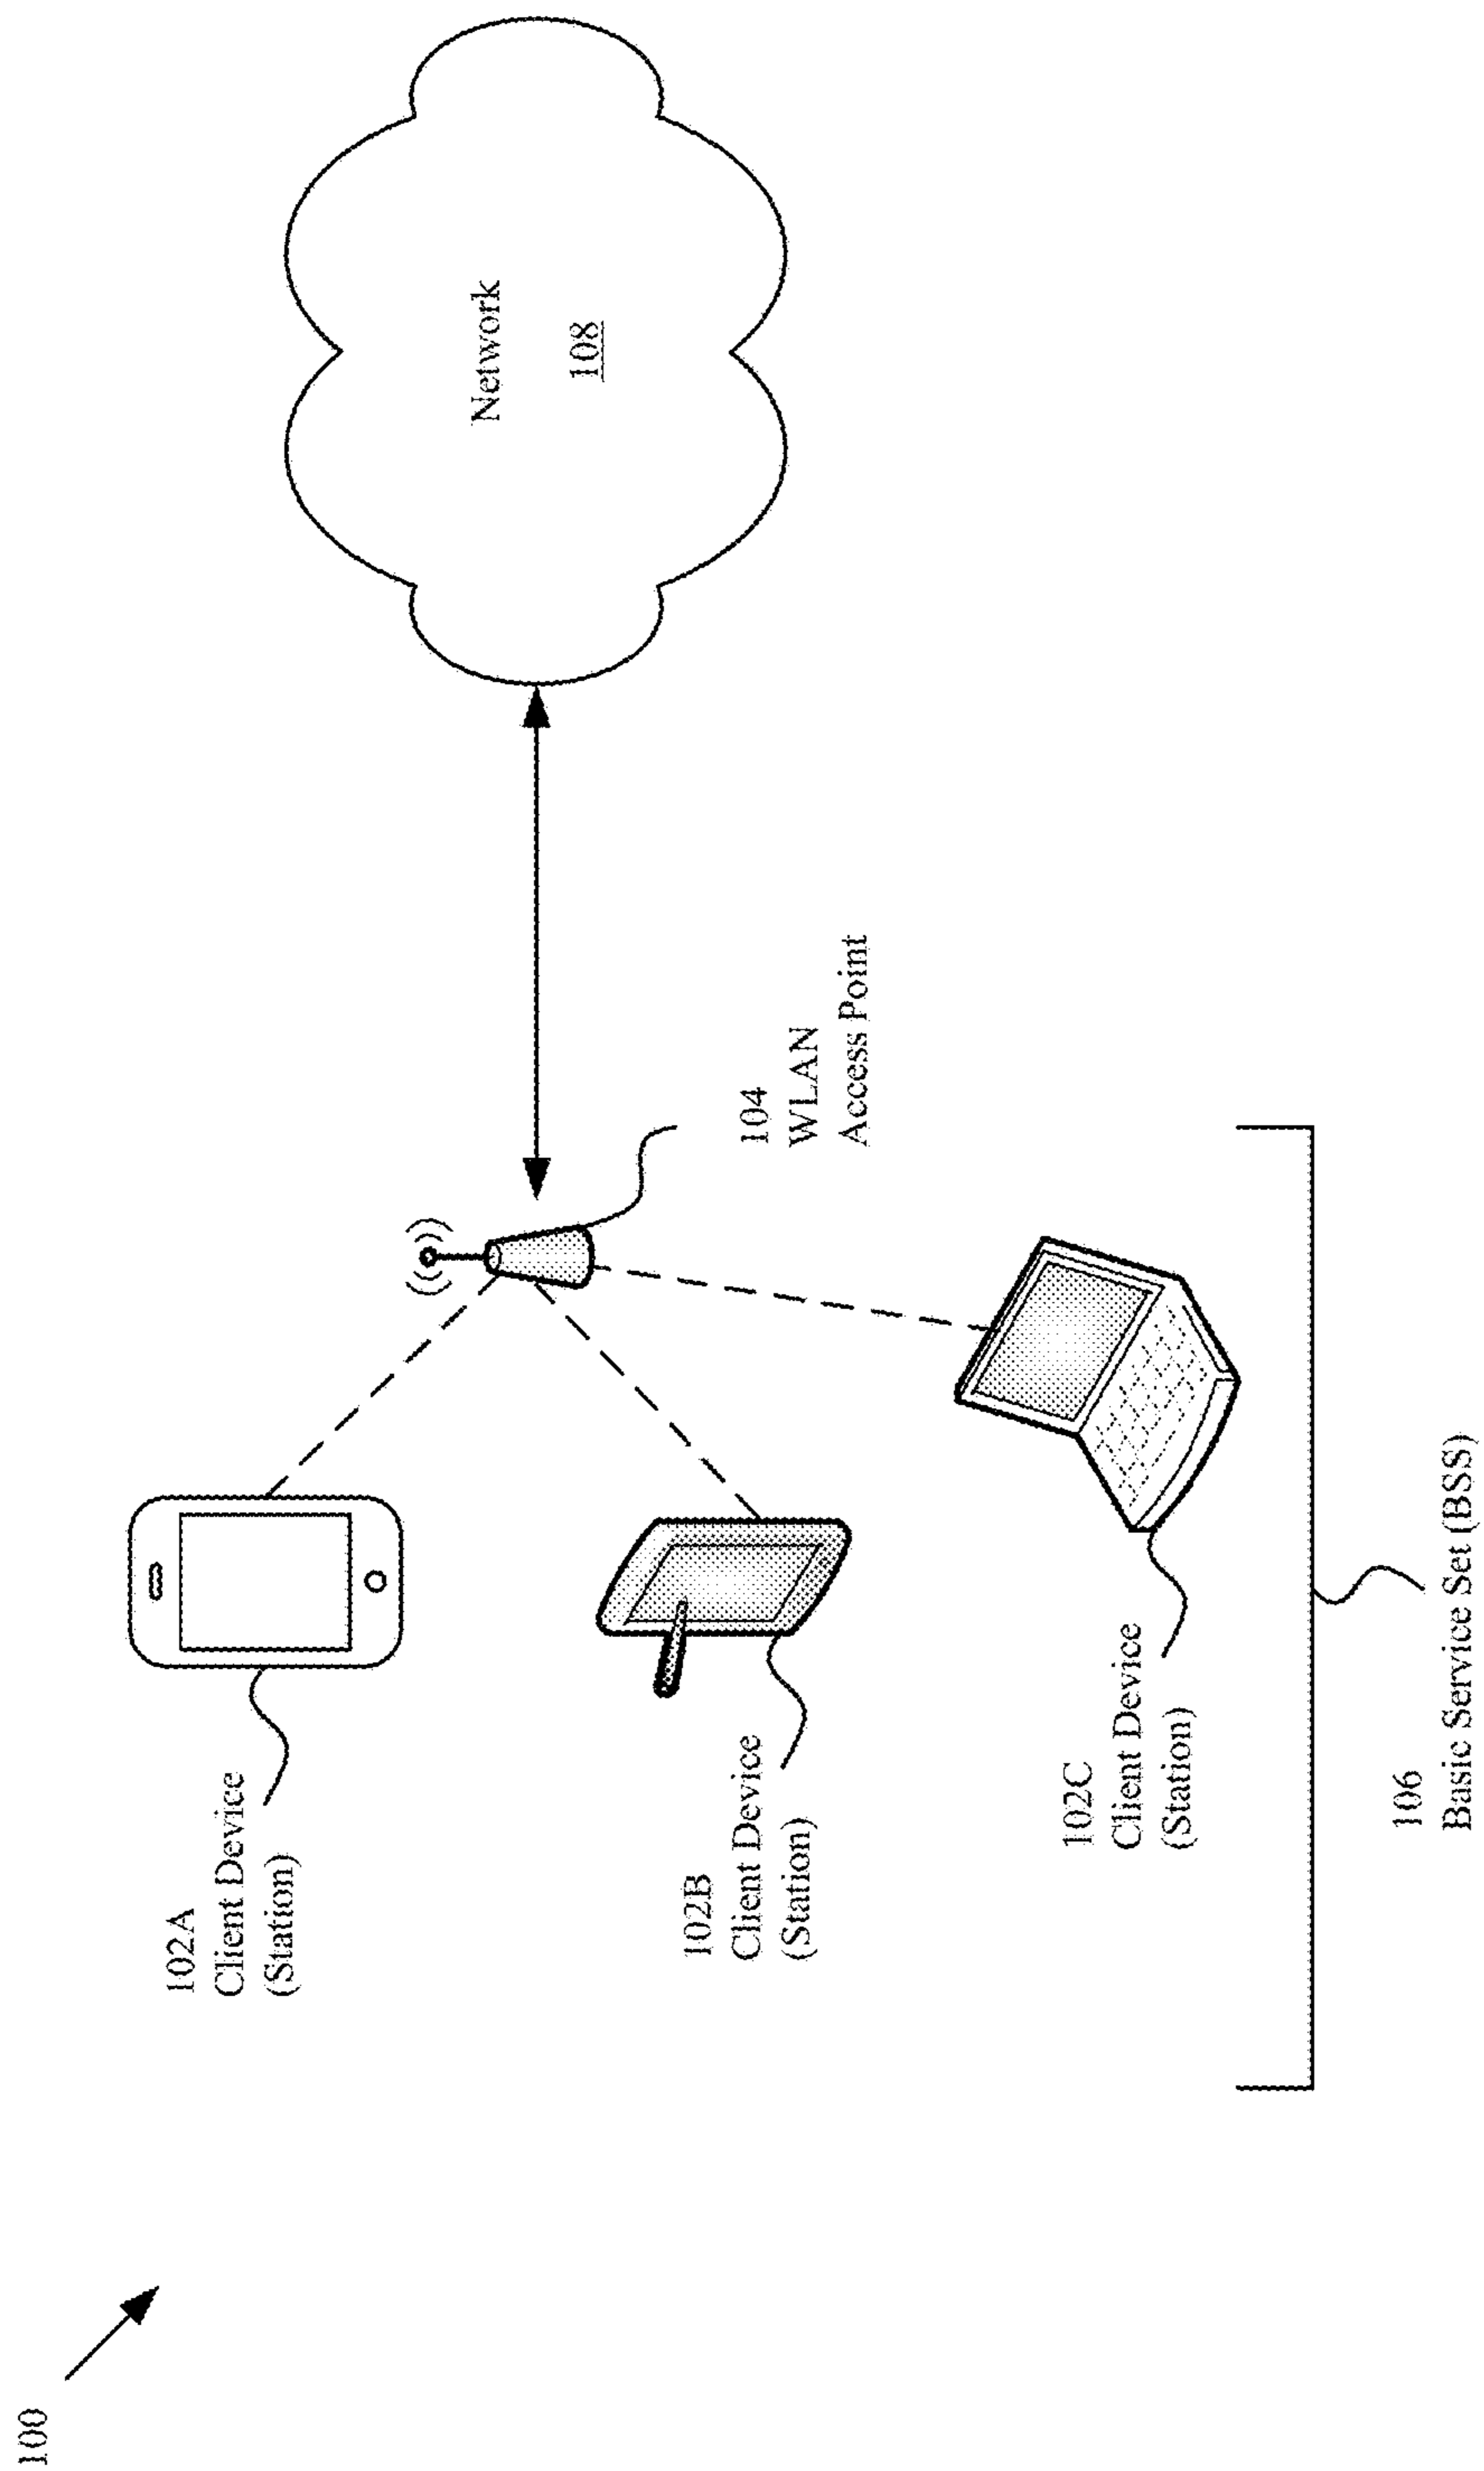 100
102A
Client Device
(Station)
102B
Client Device
(Station)
102C
Client Device
(Station)
104
WLAN
Access Point
Network
108
106
Basic Service Set (BSS)